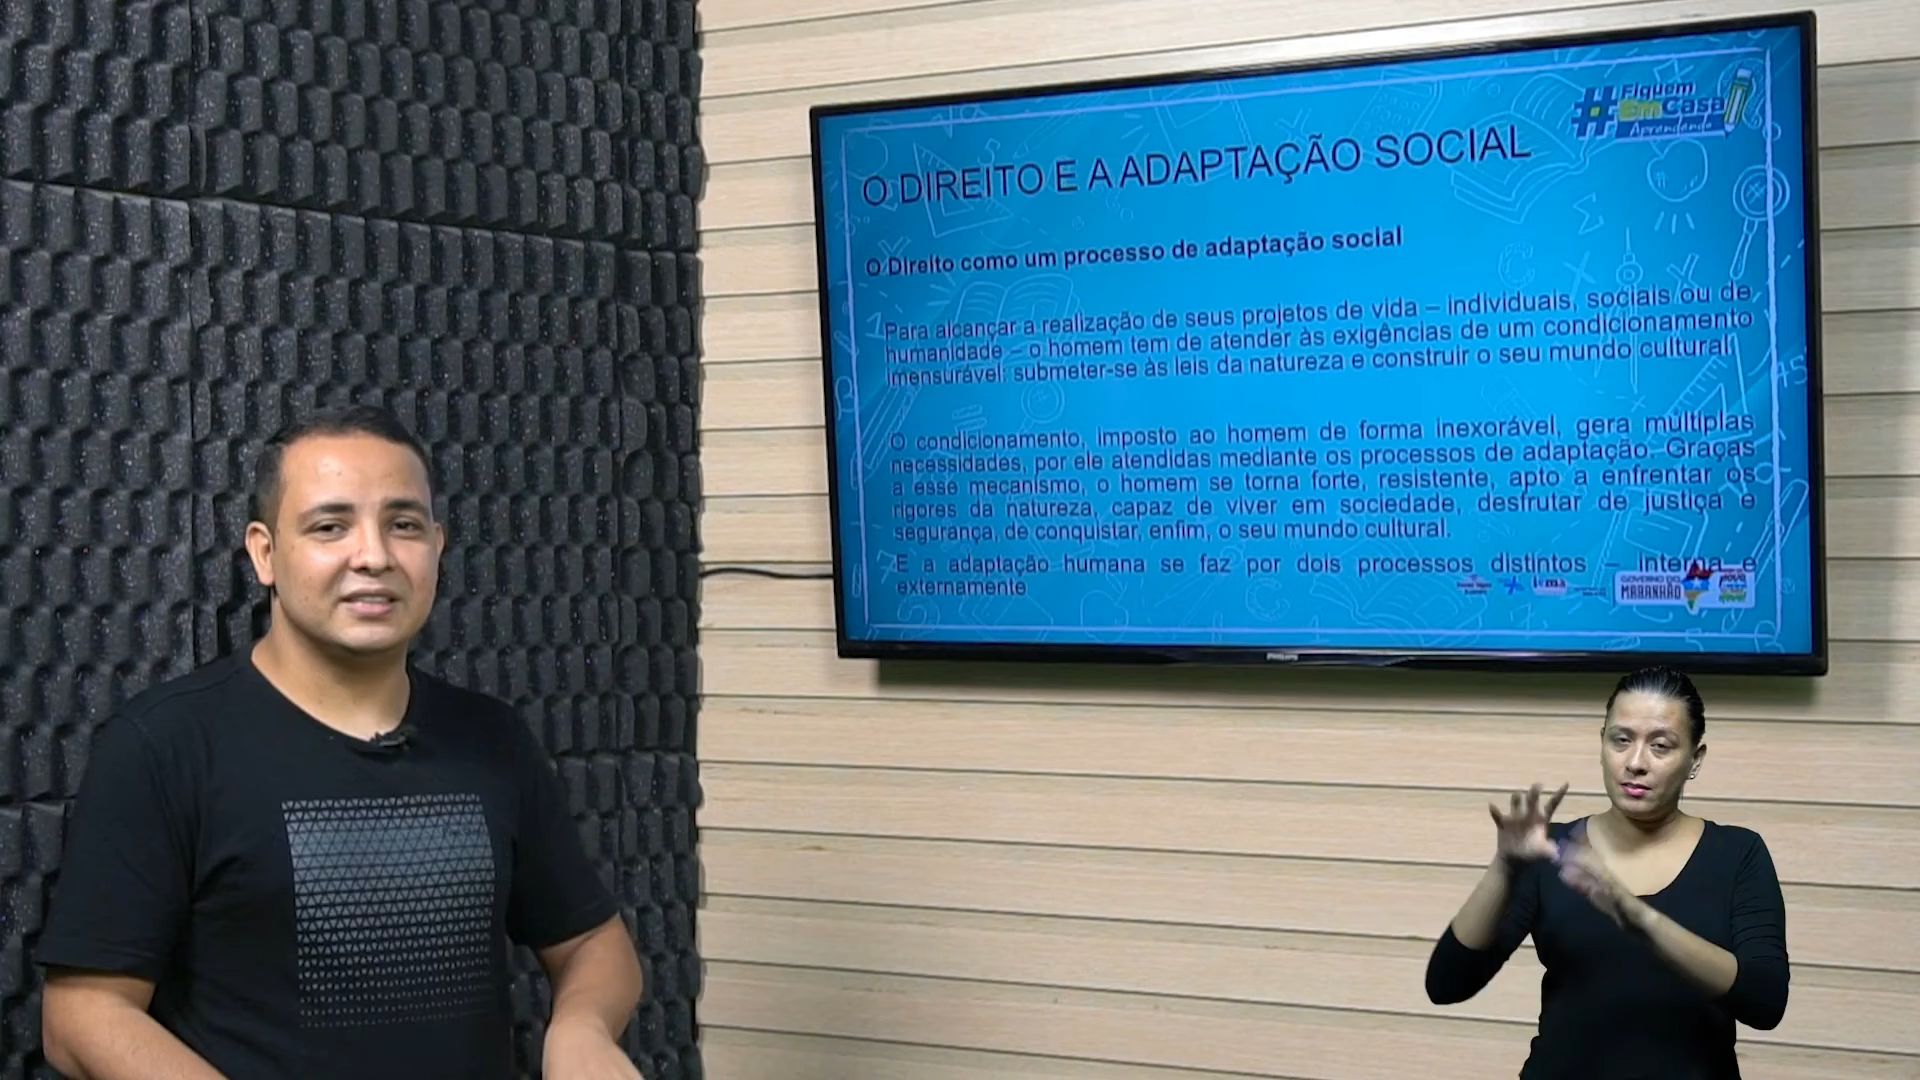 #Fiquem
Em Casa
Aprendendo
O DIREITO E A ADAPTAÇÃO SOCIAL
O Direito como um processo de adaptação social
Para alcançar a realização de seus projetos de vida – individuais, sociais ou de
humanidade – o homem tem de atender às exigências de um condicionamento
imensurável: submeter-se às leis da natureza e construir o seu mundo cultural
O condicionamento, imposto ao homem de forma inexorável, gera múltiplas
necessidades, por ele atendidas mediante os processos de adaptação. Graças
a esse mecanismo, o homem se torna forte, resistente, apto a enfrentar os
rigores da natureza, capaz de viver em sociedade, desfrutar de justiça e
segurança, de conquistar, enfim, o seu mundo cultural.
E a adaptação humana se faz por dois processos distintos – interna e
externamente
iema
GOVERNO DO
MARANHÃO
PHILIPS